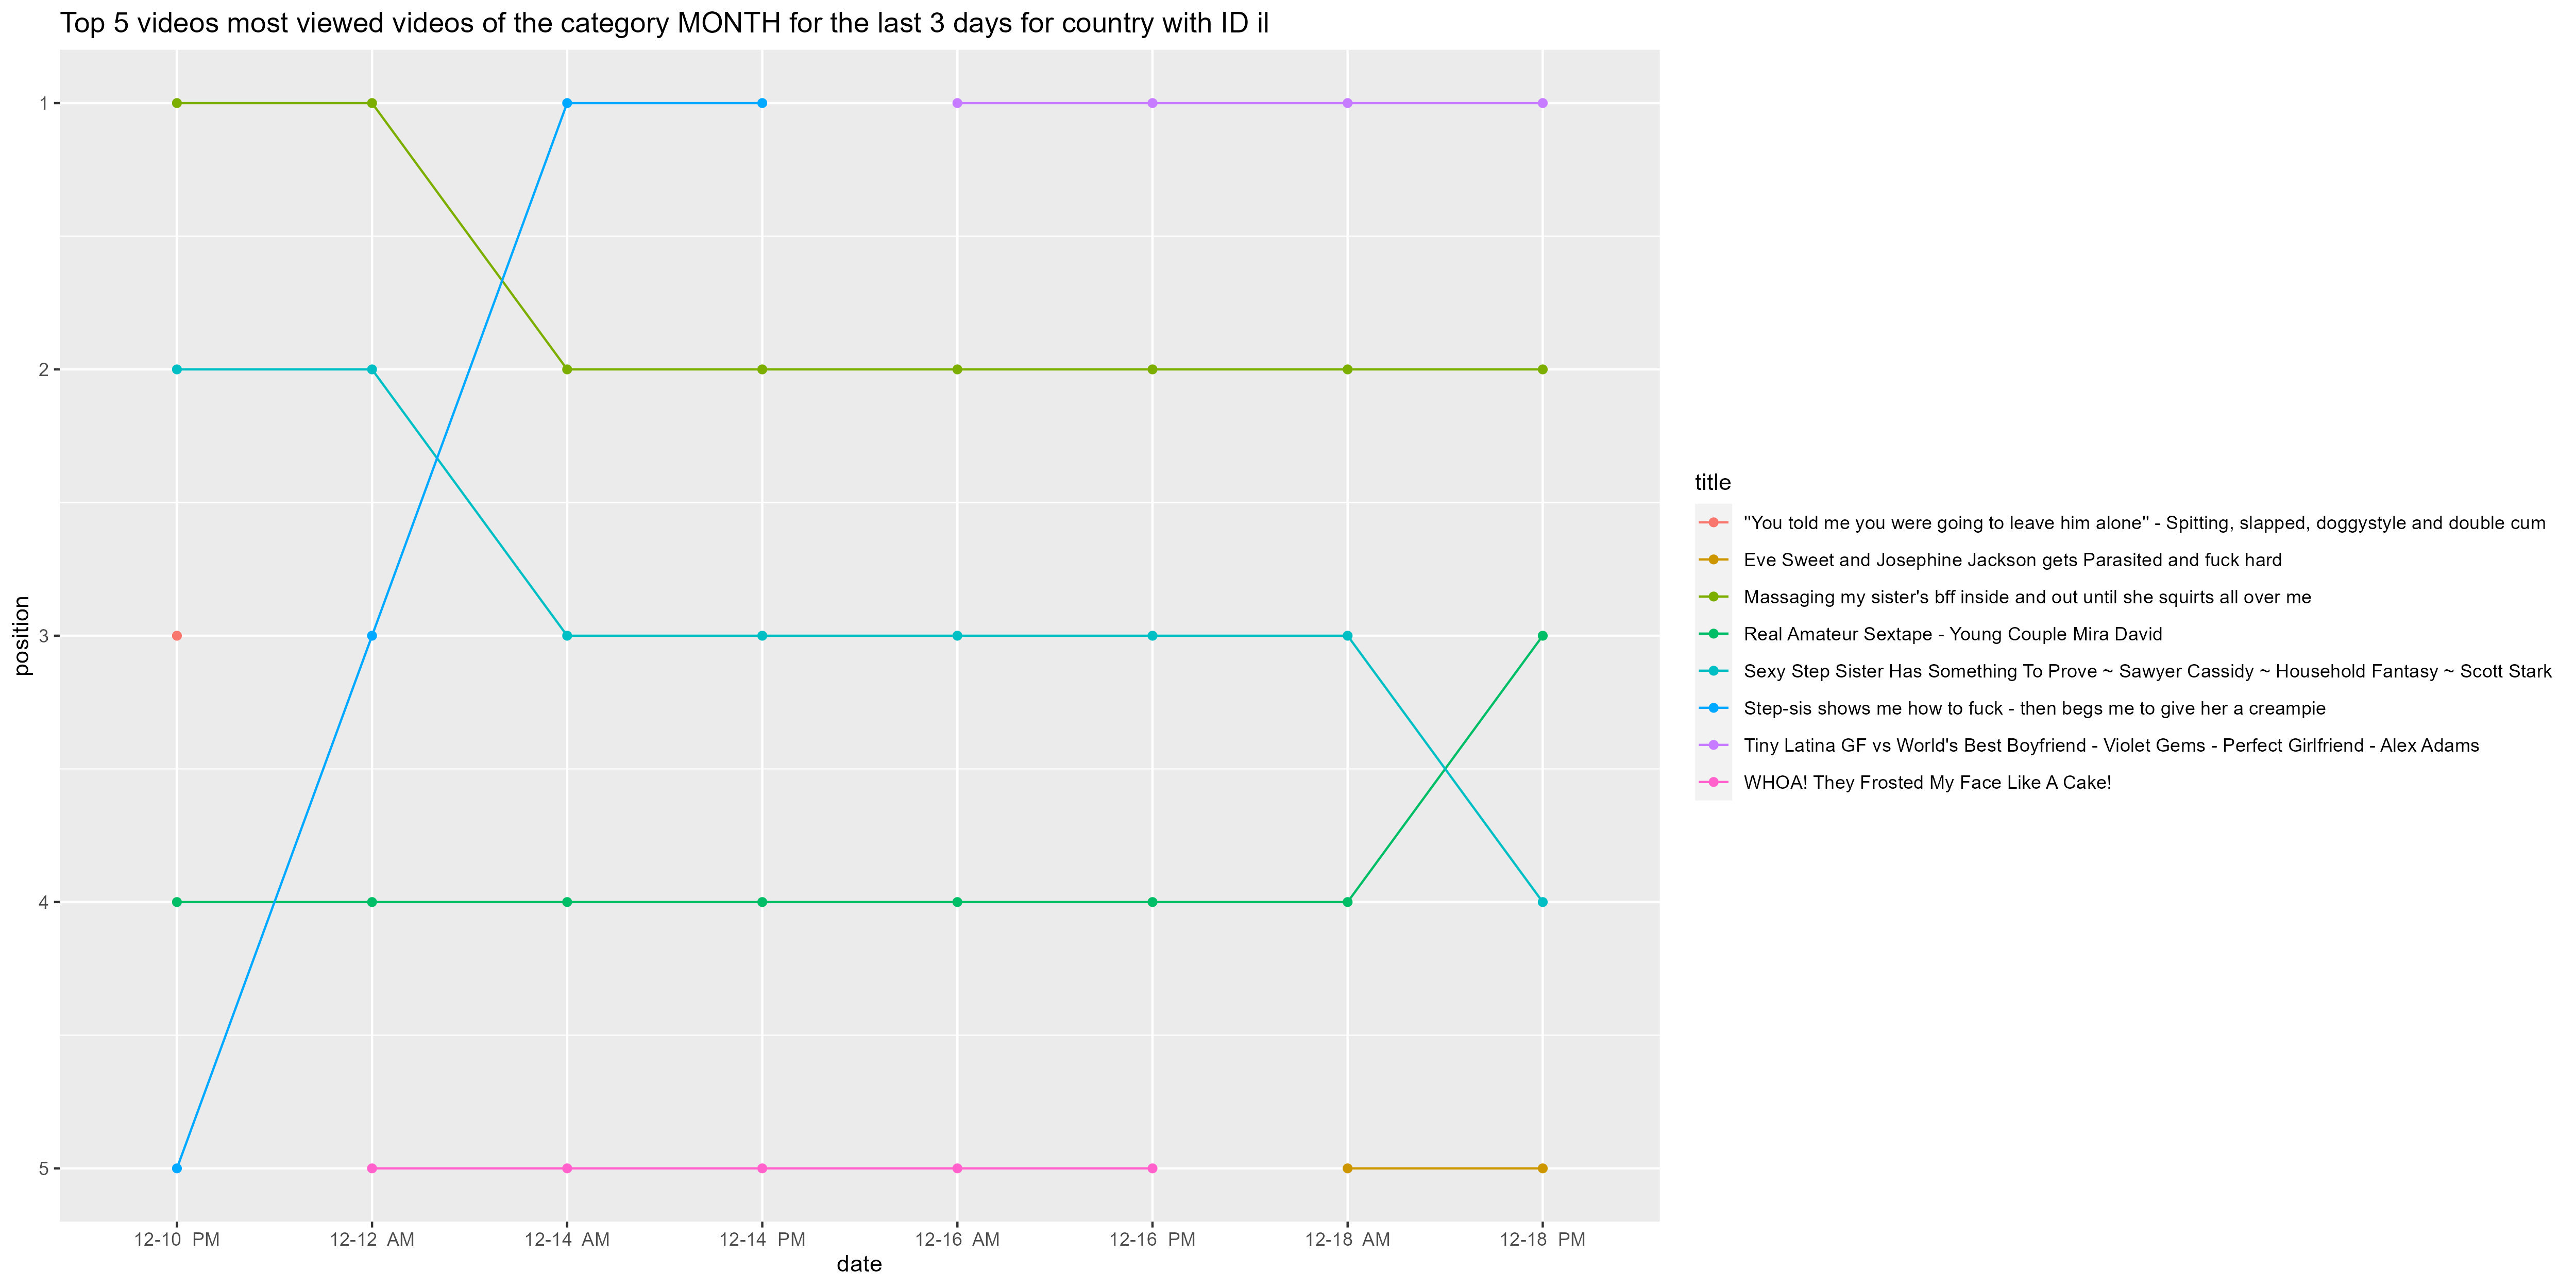 Top 5 videos most viewed videos of the category MONTH for the last 3 days for country with ID il
position
1
2
3
4
5
12-10  PM
12-12  AM
12-14  AM
12-14  PM
12-16  AM
12-16  PM
12-18  AM
12-18  PM
date
title
"You told me you were going to leave him alone" - Spitting, slapped, doggystyle and double cum
Eve Sweet and Josephine Jackson gets Parasited and fuck hard
Massaging my sister's bff inside and out until she squirts all over me
Real Amateur Sextape - Young Couple Mira David
Sexy Step Sister Has Something To Prove ~ Sawyer Cassidy ~ Household Fantasy ~ Scott Stark
Step-sis shows me how to fuck - then begs me to give her a creampie
Tiny Latina GF vs World's Best Boyfriend - Violet Gems - Perfect Girlfriend - Alex Adams
WHOA! They Frosted My Face Like A Cake!